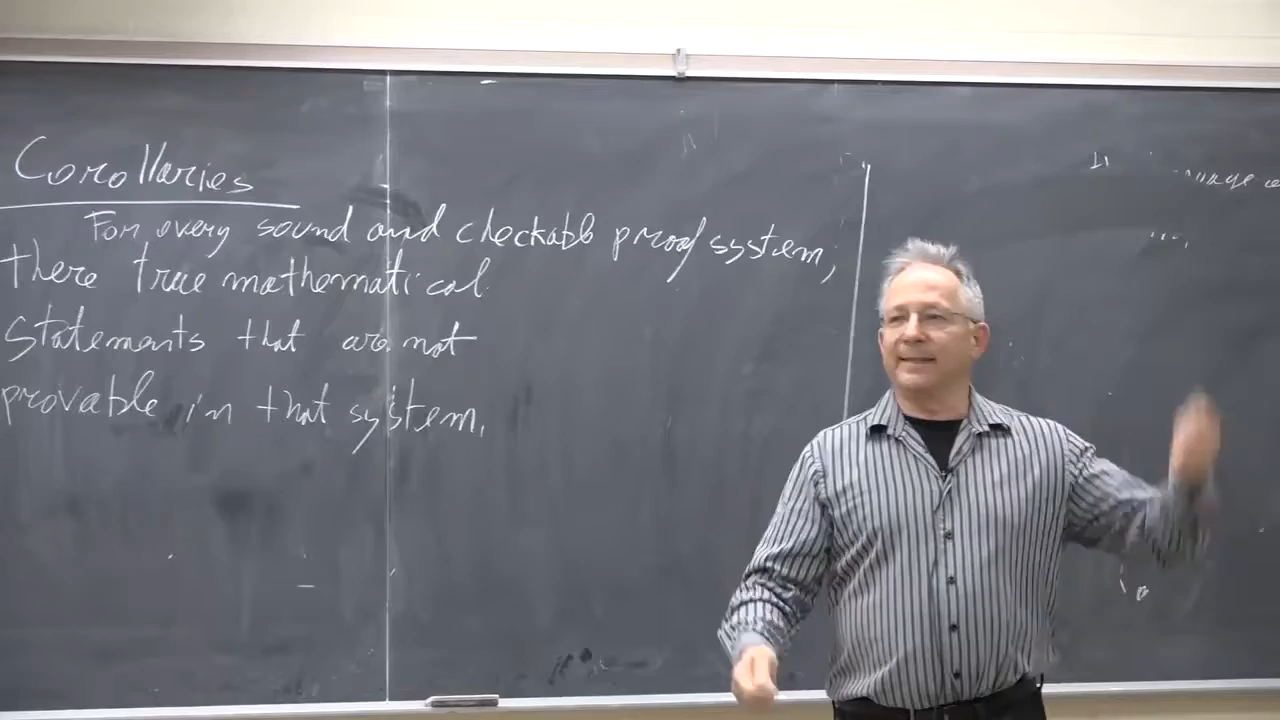 Corollaries
For every sound and checkable proof system,
there true mathematical
statements that are not
provable in that system.